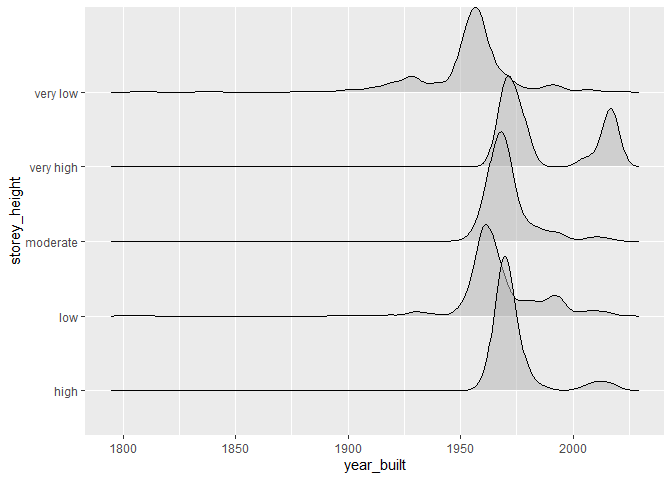 very low
very high
moderate
low
high
storey_height
1800
1850
1900
1950
2000
year_built